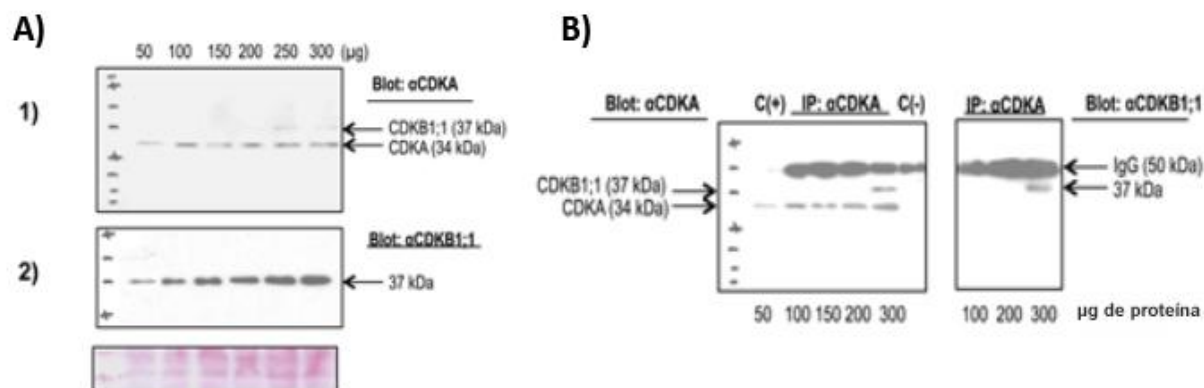 A)
50 100 150 200 250 300 (µg)
1)
Blot: αCDKA
CDKB1;1 (37 kDa)
CDKA (34 kDa)
2)
Blot: αCDKB1;1
37 kDa
B)
Blot: αCDKA
C(+) IP: αCDKA C(-)
IP: αCDKA
Blot: αCDKB1;1
CDKB1;1 (37 kDa)
CDKA (34 kDa)
IgG (50 kDa)
37 kDa
50 100 150 200 300
100 200 300
µg de proteína